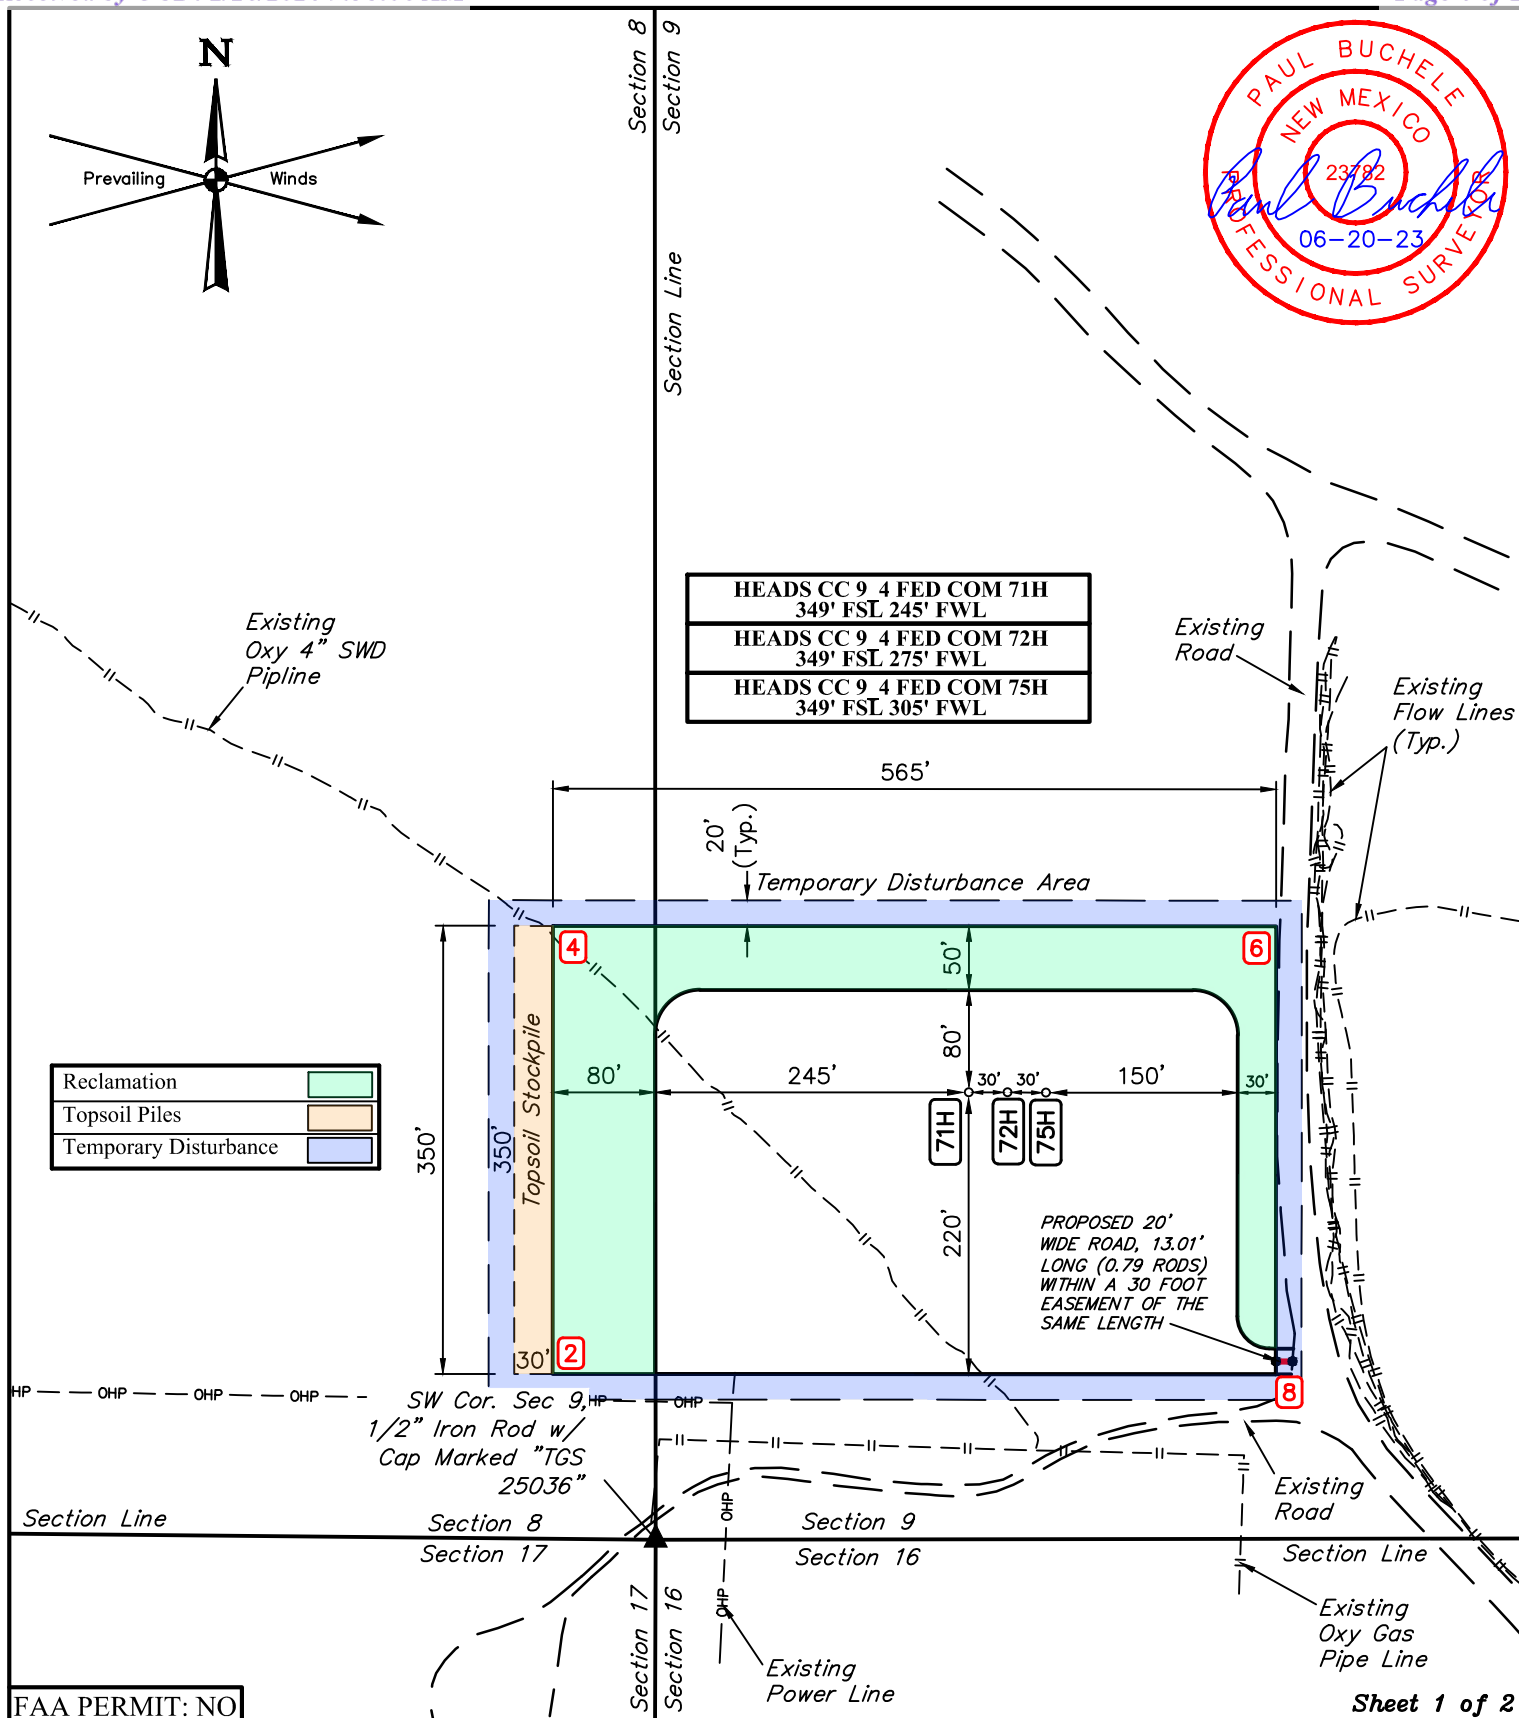 N
Prevailing Winds
Section 8
Section 9
Section Line
PAUL BUCHELE
NEW MEXICO
23782
PROFESSIONAL SURVEYOR
Paul Buchele
06-20-23
HEADS CC 9_4 FED COM 71H
349' FSL 245' FWL
HEADS CC 9_4 FED COM 72H
349' FSL 275' FWL
HEADS CC 9_4 FED COM 75H
349' FSL 305' FWL
Existing
Oxy 4" SWD
Pipline
Existing
Road
Existing
Flow Lines
(Typ.)
565'
20'
(Typ.)
Temporary Disturbance Area
4
6
50'
80'
80'
245'
30'
30'
150'
30'
71H
72H
75H
350'
350'
Topsoil Stockpile
220'
Reclamation
Topsoil Piles
Temporary Disturbance
PROPOSED 20'
WIDE ROAD, 13.01'
LONG (0.79 RODS)
WITHIN A 30 FOOT
EASEMENT OF THE
SAME LENGTH
30'
2
8
HP OHP OHP OHP
HP OHP
SW Cor. Sec 9,
1/2" Iron Rod w/
Cap Marked "TGS
25036"
OHP
OHP
Existing
Road
Section Line
Section 8
Section 17
Section 9
Section 16
Section Line
Section 17
Section 16
Existing
Power Line
Existing
Oxy Gas
Pipe Line
FAA PERMIT: NO
Sheet 1 of 2